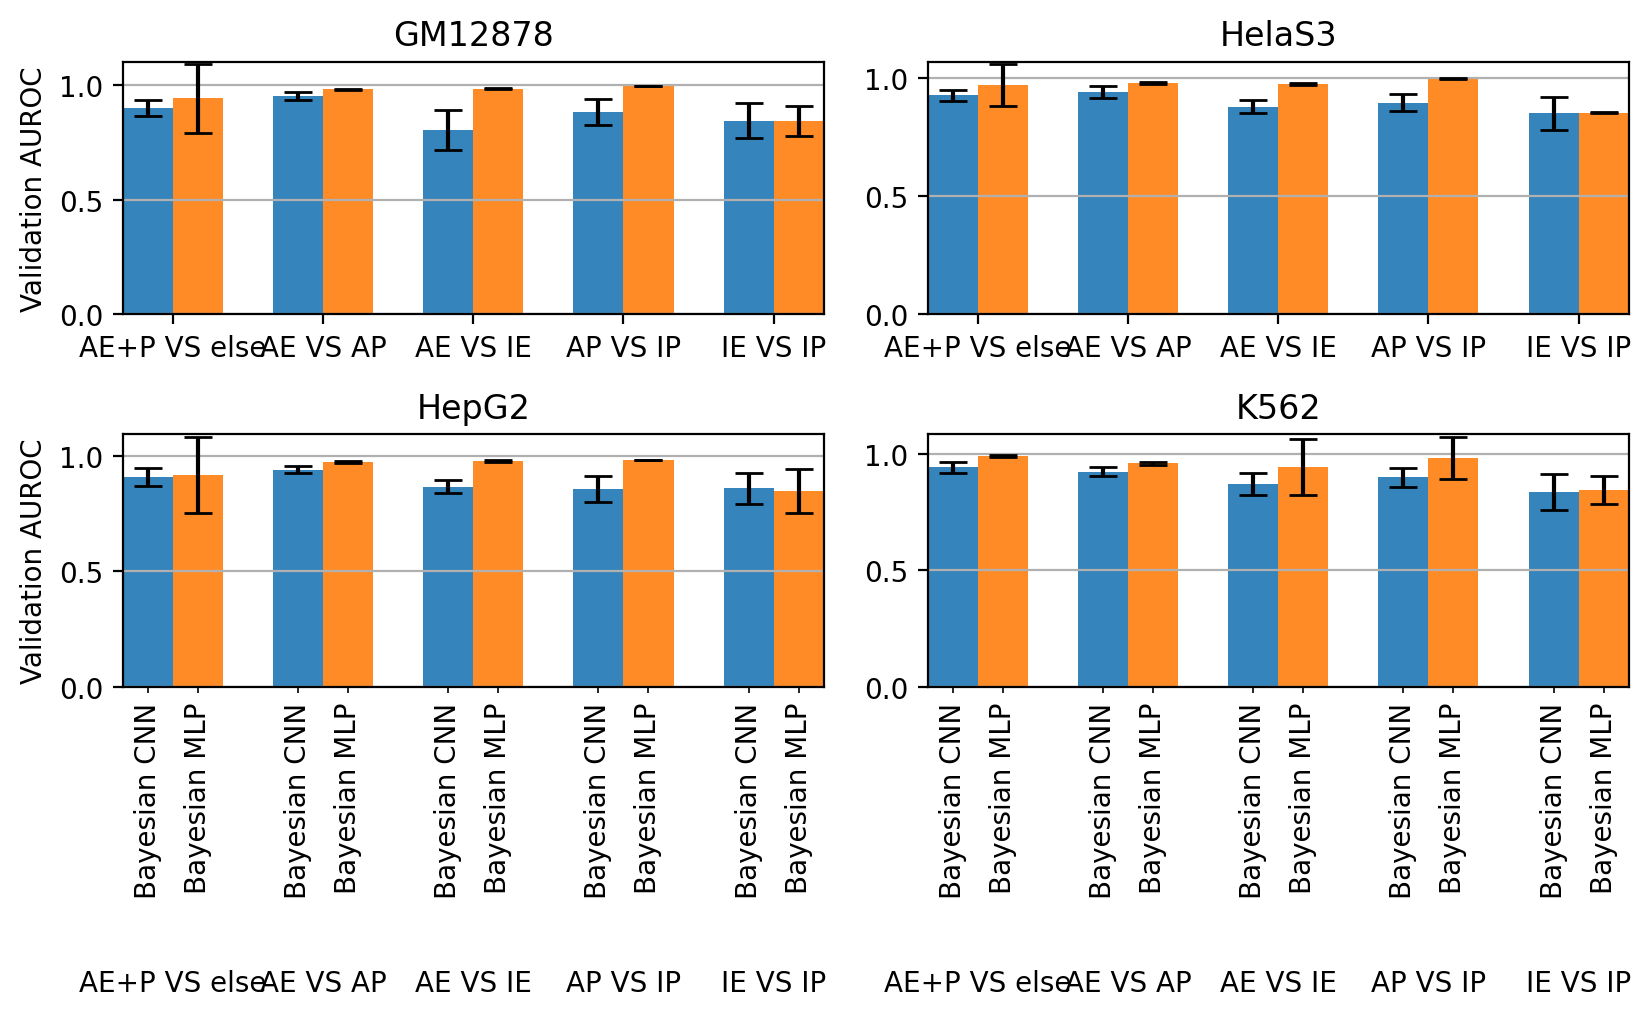 GM12878
HelaS3
Validation AUROC
1.0
0.5
0.0
1.0
0.5
0.0
AE+P VS else AE VS AP AE VS IE AP VS IP IE VS IP
AE+P VS else AE VS AP AE VS IE AP VS IP IE VS IP
HepG2
K562
Validation AUROC
1.0
0.5
0.0
1.0
0.5
0.0
Bayesian CNN
Bayesian MLP
Bayesian CNN
Bayesian MLP
Bayesian CNN
Bayesian MLP
Bayesian CNN
Bayesian MLP
Bayesian CNN
Bayesian MLP
Bayesian CNN
Bayesian MLP
Bayesian CNN
Bayesian MLP
Bayesian CNN
Bayesian MLP
Bayesian CNN
Bayesian MLP
Bayesian CNN
Bayesian MLP
AE+P VS else AE VS AP AE VS IE AP VS IP IE VS IP
AE+P VS else AE VS AP AE VS IE AP VS IP IE VS IP